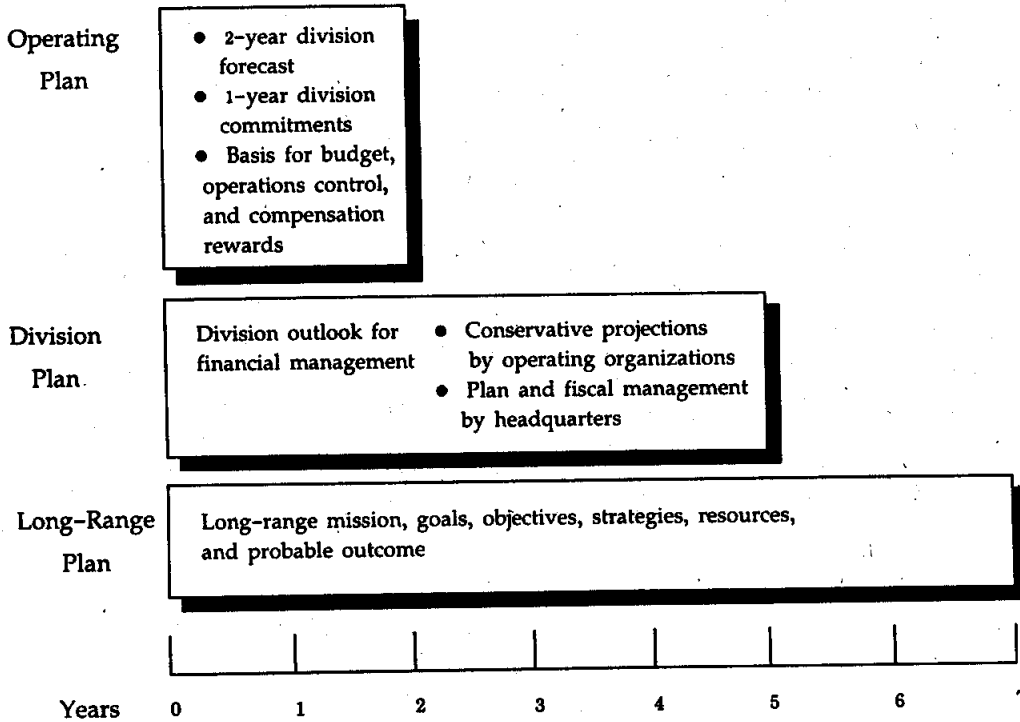 Operating
Plan
● 2-year division
forecast
● 1-year division
commitments
● Basis for budget,
operations control,
and compensation
rewards
Division
Plan
Division outlook for
financial management
● Conservative projections
by operating organizations
● Plan and fiscal management
by headquarters
Long-Range
Plan
Long-range mission, goals, objectives, strategies, resources,
and probable outcome
Years 0 1 2 3 4 5 6